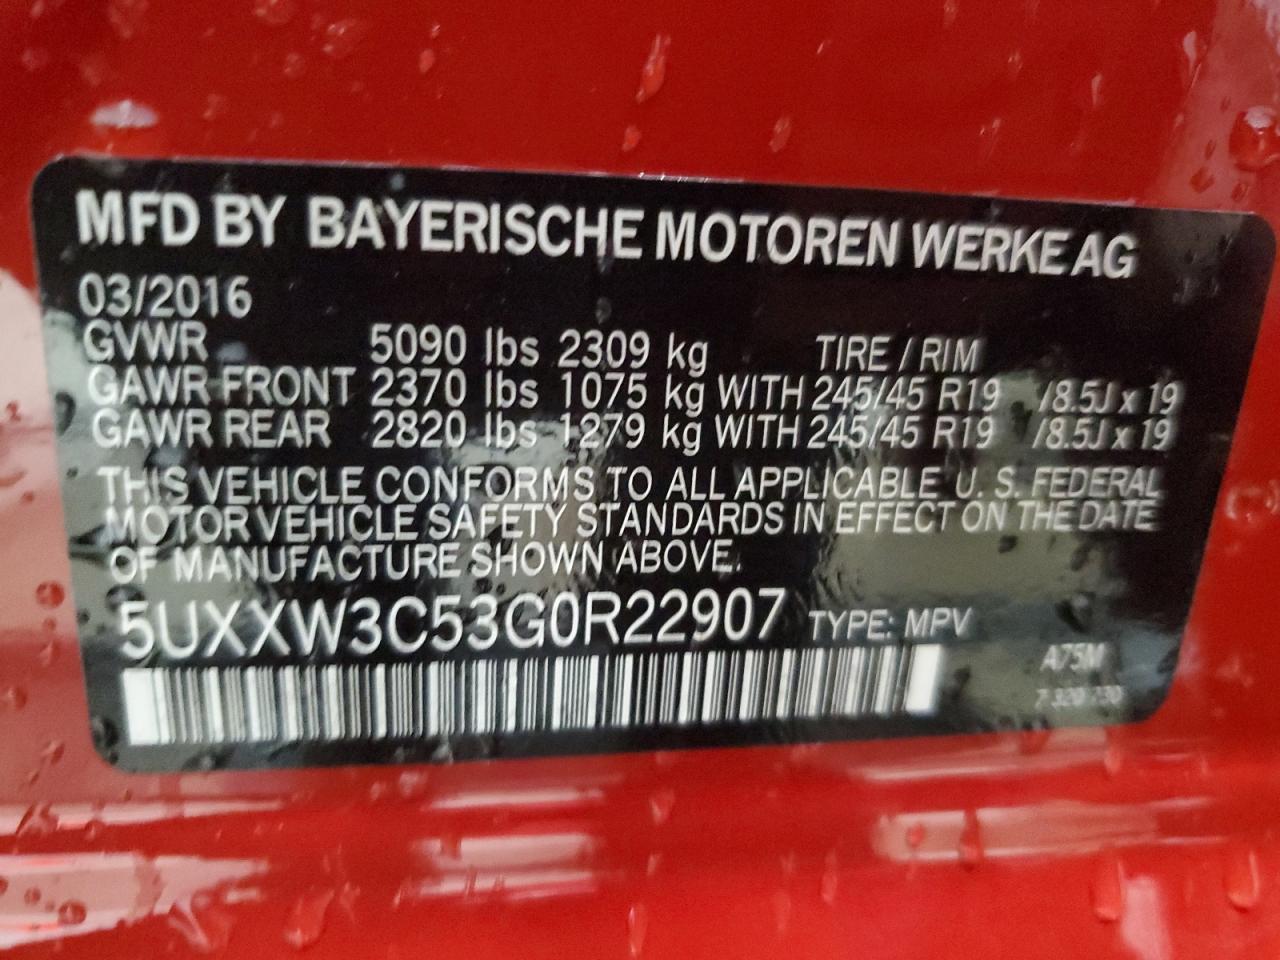 MFD BY BAYERISCHE MOTOREN WERKE AG
03/2016
GVWR 5090 lbs 2309 kg TIRE / RIM
GAWR FRONT 2370 lbs 1075 kg WITH 245/45 R19 /8.5J x 19
GAWR REAR 2820 lbs 1279 kg WITH 245/45 R19 /8.5J x 19
THIS VEHICLE CONFORMS TO ALL APPLICABLE U. S. FEDERAL
MOTOR VEHICLE SAFETY STANDARDS IN EFFECT ON THE DATE
OF MANUFACTURE SHOWN ABOVE.
5UXXW3C53G0R22907 TYPE: MPV
A75M